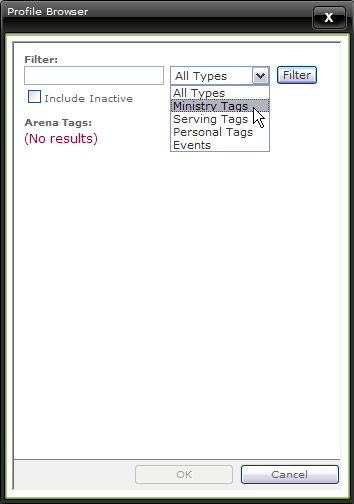 Profile Browser
X
Filter:
All Types
Filter
Include Inactive
All Types
Ministry Tags
Serving Tags
Personal Tags
Events
Arena Tags:
(No results)
OK
Cancel